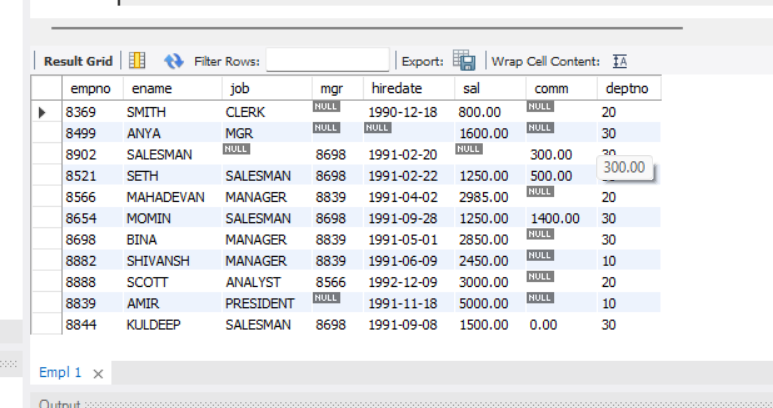 Result Grid Filter Rows: Export: Wrap Cell Content: IA
empno ename job mgr hiredate sal comm deptno
8369 SMITH CLERK NULL 1990-12-18 800.00 NULL 20
8499 ANYA MGR NULL NULL 1600.00 NULL 30
8902 SALESMAN NULL 8698 1991-02-20 NULL 300.00
300.00
8521 SETH SALESMAN 8698 1991-02-22 1250.00 500.00
8566 MAHADEVAN MANAGER 8839 1991-04-02 2985.00 NULL 20
8654 MOMIN SALESMAN 8698 1991-09-28 1250.00 1400.00 30
8698 BINA MANAGER 8839 1991-05-01 2850.00 NULL 30
8882 SHIVANSH MANAGER 8839 1991-06-09 2450.00 NULL 10
8888 SCOTT ANALYST 8566 1992-12-09 3000.00 NULL 20
8839 AMIR PRESIDENT NULL 1991-11-18 5000.00 NULL 10
8844 KULDEEP SALESMAN 8698 1991-09-08 1500.00 0.00 30
Empl 1 ×
Output